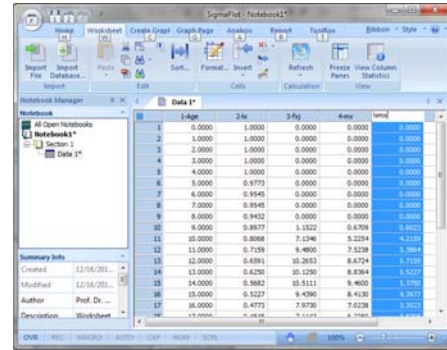 SigmaPlot - Notebook1*
F
Home Worksheet Create Graph Graph Page Analysis Report Toolbox Ribbon Style
Import File
Import Database...
Paste
Sort...
Format...
Insert
Refresh
Freeze Panes
View Column Statistics
Import Edit Cells Calculation View
Notebook Manager
Notebook
All Open Notebooks
Notebook1*
Section 1
Data 1*
Summary Info
Created 12/16/201...
Modified 12/16/201...
Author Prof. Dr. ...
Description Worksheet
Data 1*
1-Age 2-lx 3-fxj 4-mx lxmx
1 0.0000 1.0000 0.0000 0.0000 0.0000
2 1.0000 1.0000 0.0000 0.0000 0.0000
3 2.0000 1.0000 0.0000 0.0000 0.0000
4 3.0000 1.0000 0.0000 0.0000 0.0000
5 4.0000 1.0000 0.0000 0.0000 0.0000
6 5.0000 0.9773 0.0000 0.0000 0.0000
7 6.0000 0.9545 0.0000 0.0000 0.0000
8 7.0000 0.9545 0.0000 0.0000 0.0000
9 8.0000 0.9432 0.0000 0.0000 0.0000
10 9.0000 0.8977 1.1522 0.6709 0.6023
11 10.0000 0.8068 7.1346 5.2254 4.2159
12 11.0000 0.7159 9.4800 7.5238 5.3864
13 12.0000 0.6591 10.2653 8.6724 5.7159
14 13.0000 0.6250 10.1250 8.8364 5.5227
15 14.0000 0.5682 10.5111 9.4600 5.3750
16 15.0000 0.5227 9.4390 8.4130 4.3977
17 16.0000 0.4773 7.9730 7.0238 3.3523
OVR REC MACRO AUTO CAP NUM SCRL 100%